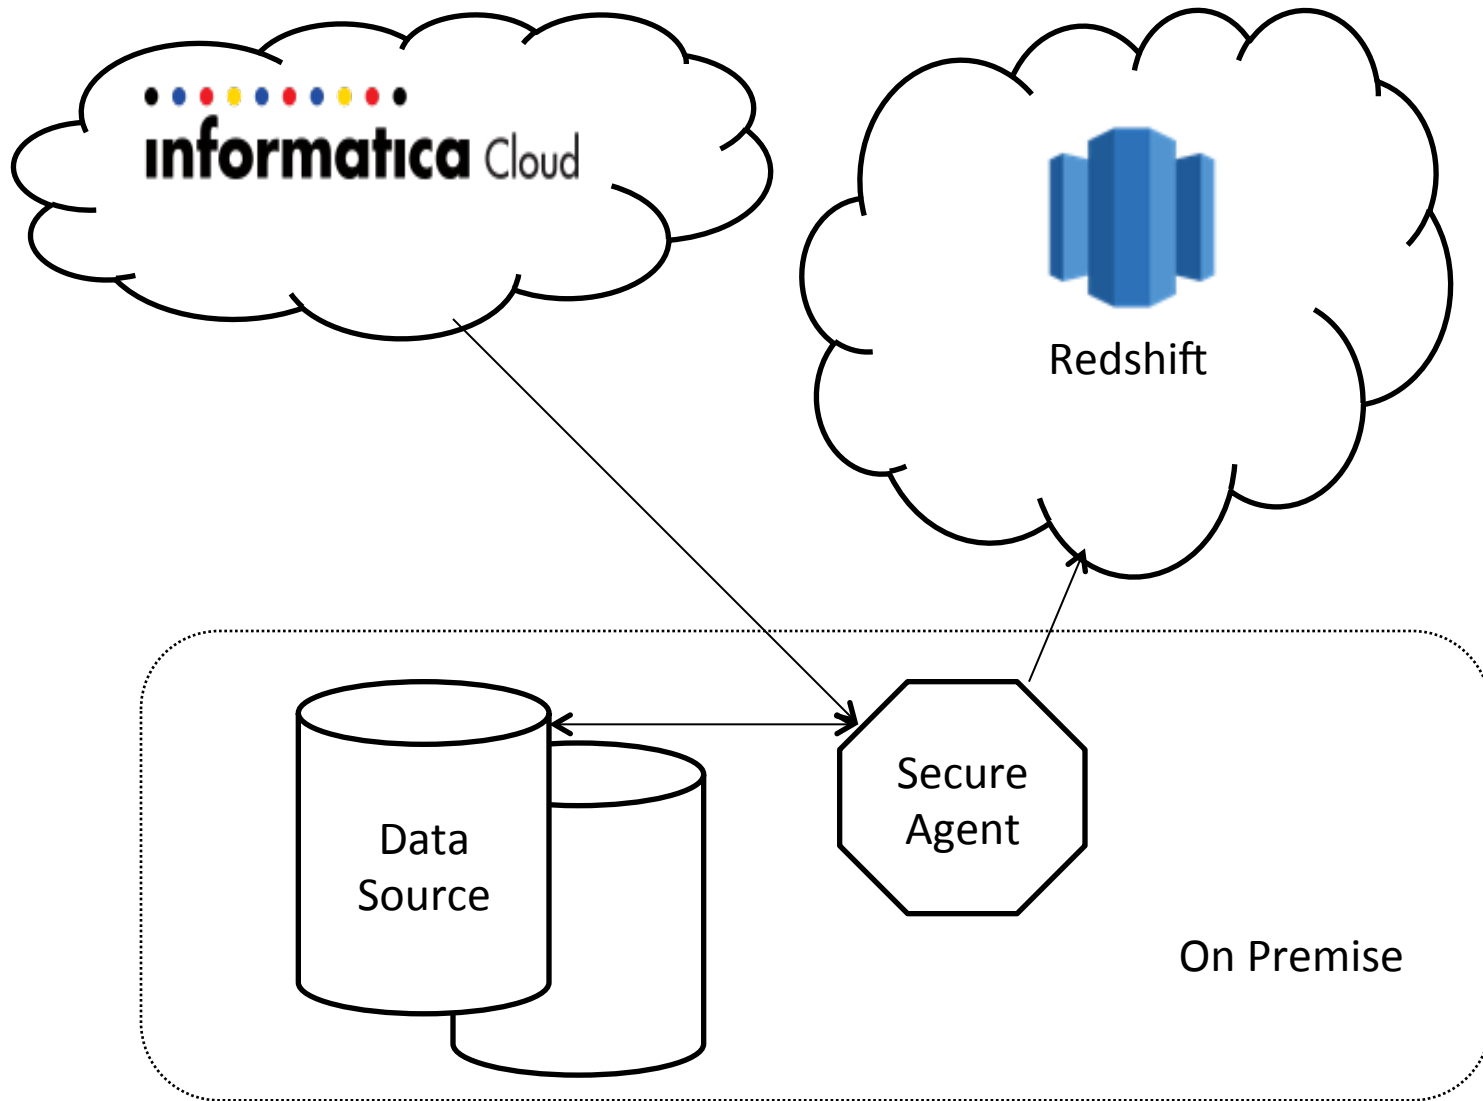 informatica Cloud
Redshift
Secure
Agent
Data
Source
On Premise